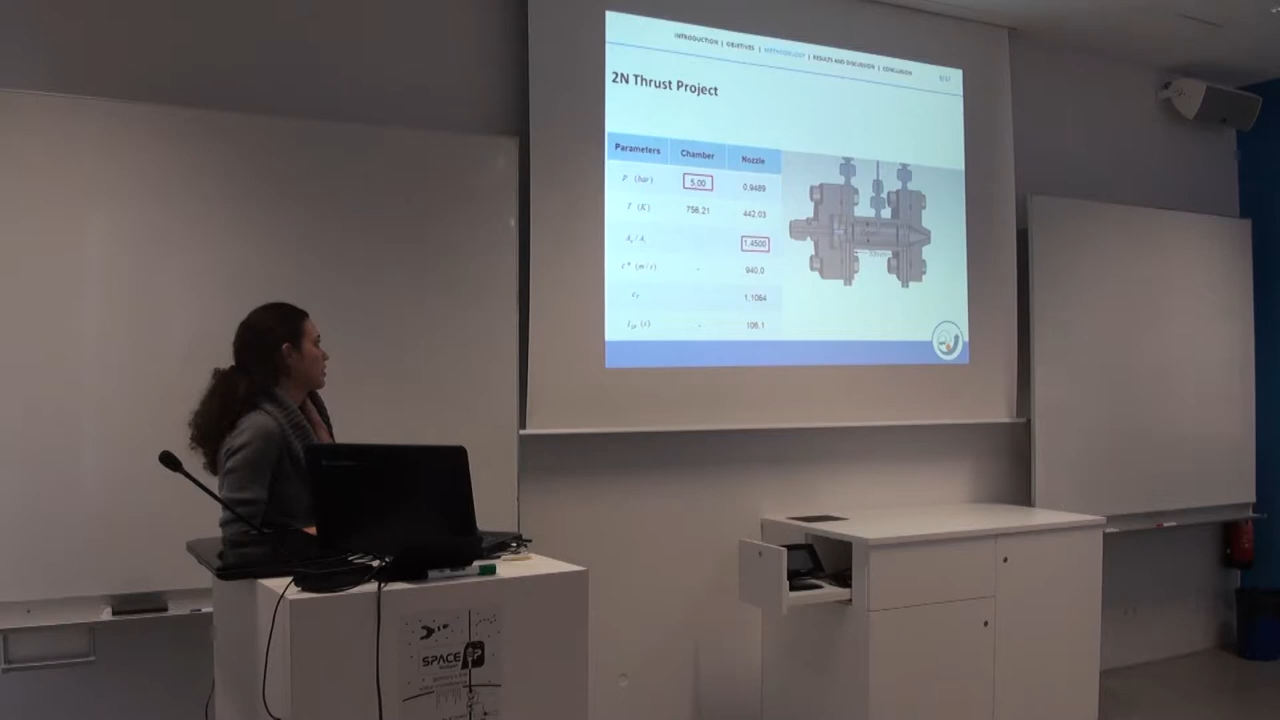 INTRODUCTION | OBJETIVES | METHODOLOGY | RESULTS AND DISCUSSION | CONCLUSION
2N Thrust Project
Parameters Chamber Nozzle
P (bar) 5,00 0,9489
T (K) 756,21 442,03
1,4500
c* (m/s) - 940,0
1,1064
- 106,1
SPACE